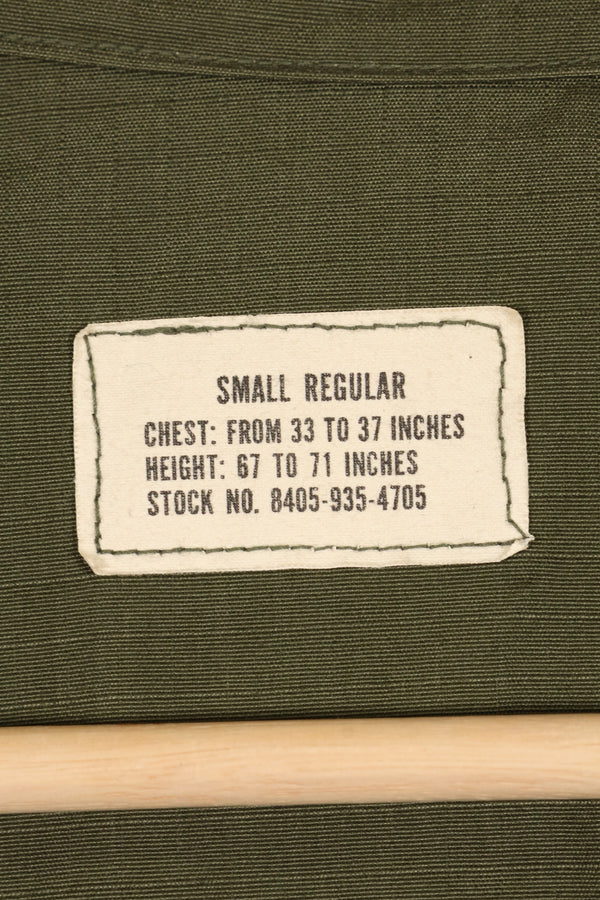 SMALL REGULAR
CHEST: FROM 33 TO 37 INCHES
HEIGHT: 67 TO 71 INCHES
STOCK NO. 8405-935-4705